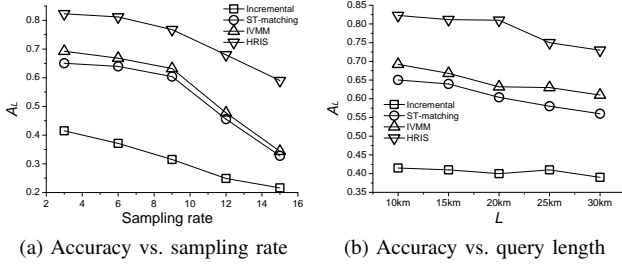 Incremental
ST-matching
IVMM
HRIS
0.8
0.7
0.6
0.5
0.4
0.3
0.2
A_L
2 4 6 8 10 12 14 16
Sampling rate
(a) Accuracy vs. sampling rate
0.85
0.80
0.75
0.70
0.65
0.60
0.55
0.50
0.45
0.40
0.35
A_L
Incremental
ST-matching
IVMM
HRIS
10km 15km 20km 25km 30km
L
(b) Accuracy vs. query length